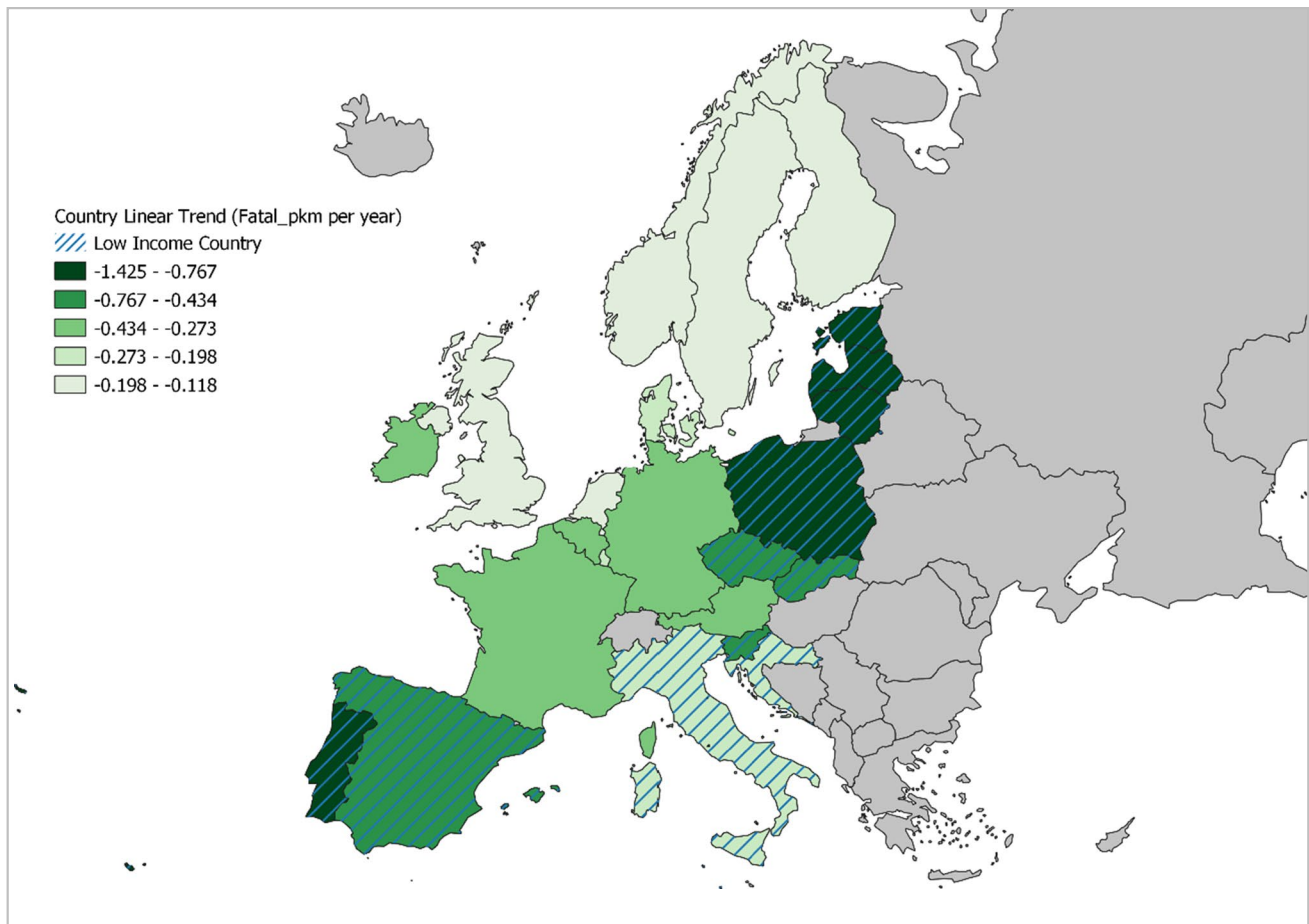 Country Linear Trend (Fatal_pkm per year)
Low Income Country
-1.425 - -0.767
-0.767 - -0.434
-0.434 - -0.273
-0.273 - -0.198
-0.198 - -0.118